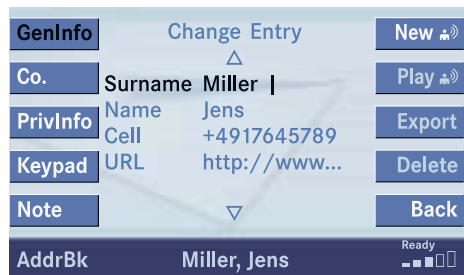 GenInfo Change Entry New
Co. Surname Miller Play
PrivInfo Name Jens Export
Cell +4917645789
Keypad URL http://www... Delete
Note Back
AddrBk Miller, Jens Ready